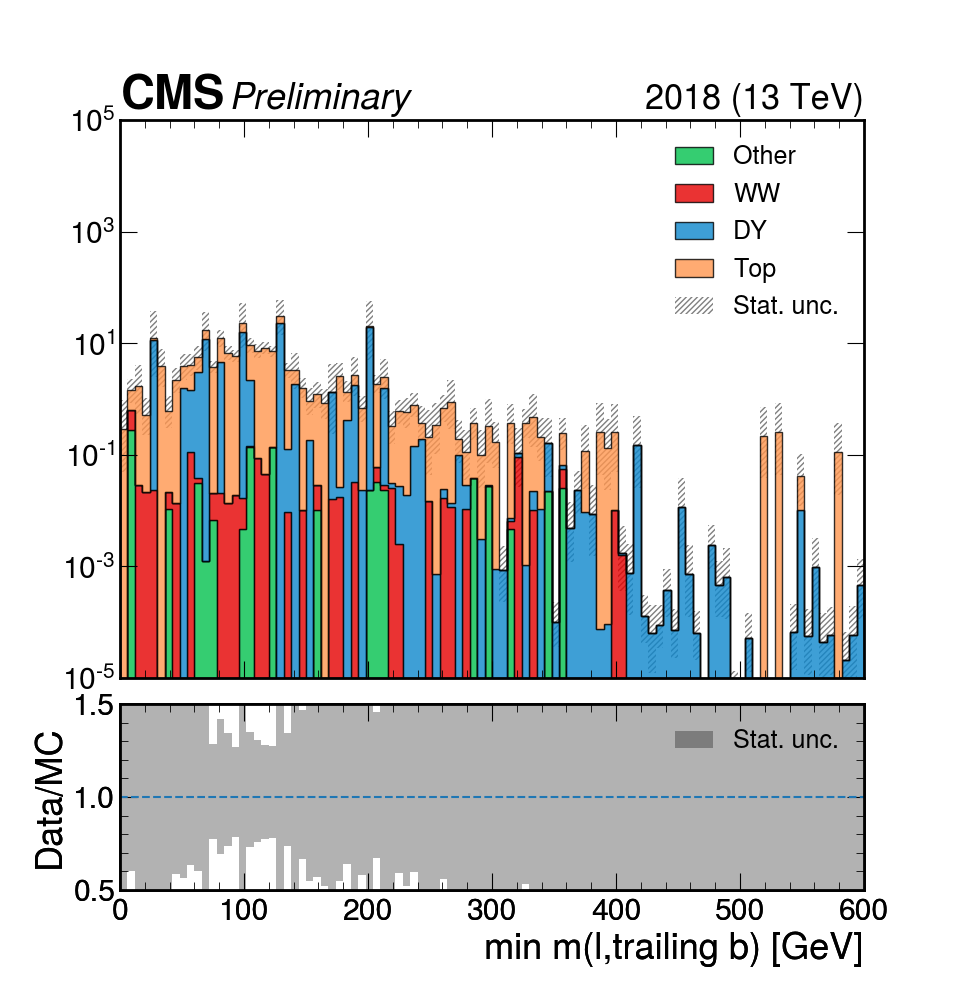 CMS Preliminary 2018 (13 TeV)
10^5
10^3
10^1
10^-1
10^-3
10^-5
Other
WW
DY
Top
Stat. unc.
1.5
1.0
0.5
Data/MC
Stat. unc.
0 100 200 300 400 500 600
min m(l,trailing b) [GeV]